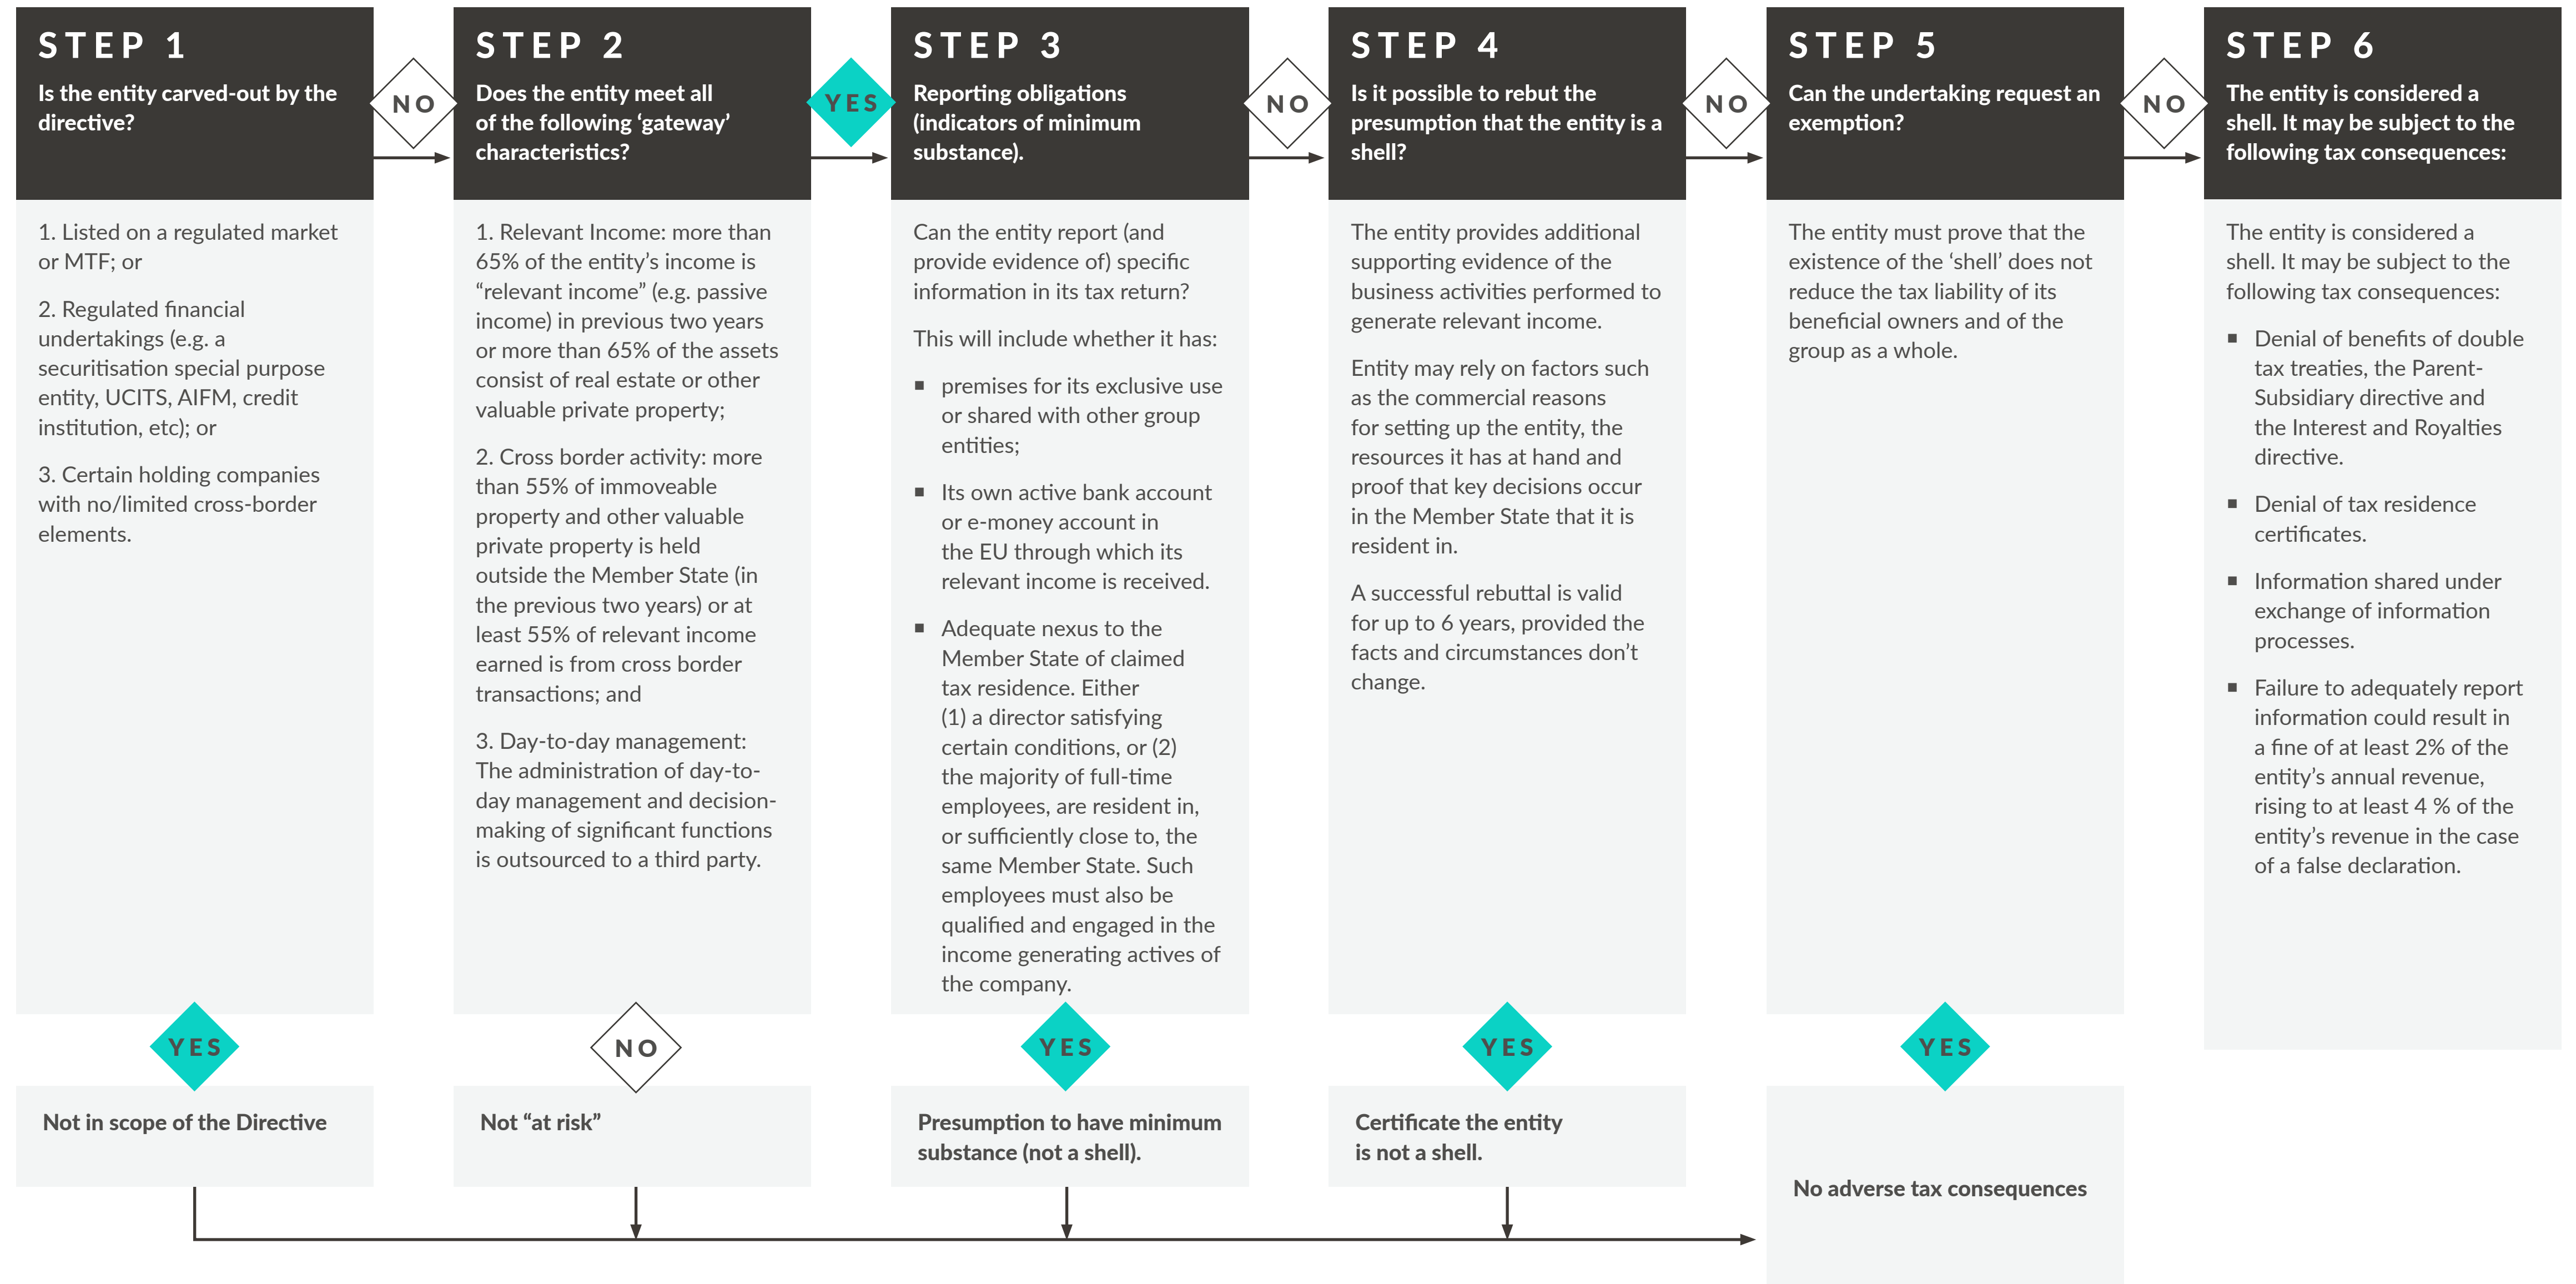 STEP 1
Is the entity carved-out by the
directive?
1. Listed on a regulated market
or MTF; or
2. Regulated financial
undertakings (e.g. a
securitisation special purpose
entity, UCITS, AIFM, credit
institution, etc); or
3. Certain holding companies
with no/limited cross-border
elements.
YES
Not in scope of the Directive
NO
STEP 2
Does the entity meet all
of the following ‘gateway’
characteristics?
1. Relevant Income: more than
65% of the entity’s income is
“relevant income” (e.g. passive
income) in previous two years
or more than 65% of the assets
consist of real estate or other
valuable private property;
2. Cross border activity: more
than 55% of immoveable
property and other valuable
private property is held
outside the Member State (in
the previous two years) or at
least 55% of relevant income
earned is from cross border
transactions; and
3. Day-to-day management:
The administration of day-to-
day management and decision-
making of significant functions
is outsourced to a third party.
NO
Not “at risk”
YES
STEP 3
Reporting obligations
(indicators of minimum
substance).
Can the entity report (and
provide evidence of) specific
information in its tax return?
This will include whether it has:
▪ premises for its exclusive use
or shared with other group
entities;
▪ Its own active bank account
or e-money account in
the EU through which its
relevant income is received.
▪ Adequate nexus to the
Member State of claimed
tax residence. Either
(1) a director satisfying
certain conditions, or (2)
the majority of full-time
employees, are resident in,
or sufficiently close to, the
same Member State. Such
employees must also be
qualified and engaged in the
income generating actives of
the company.
YES
Presumption to have minimum
substance (not a shell).
NO
STEP 4
Is it possible to rebut the
presumption that the entity is a
shell?
The entity provides additional
supporting evidence of the
business activities performed to
generate relevant income.
Entity may rely on factors such
as the commercial reasons
for setting up the entity, the
resources it has at hand and
proof that key decisions occur
in the Member State that it is
resident in.
A successful rebuttal is valid
for up to 6 years, provided the
facts and circumstances don’t
change.
YES
Certificate the entity
is not a shell.
NO
STEP 5
Can the undertaking request an
exemption?
The entity must prove that the
existence of the ‘shell’ does not
reduce the tax liability of its
beneficial owners and of the
group as a whole.
YES
No adverse tax consequences
NO
STEP 6
The entity is considered a
shell. It may be subject to the
following tax consequences:
The entity is considered a
shell. It may be subject to the
following tax consequences:
▪ Denial of benefits of double
tax treaties, the Parent-
Subsidiary directive and
the Interest and Royalties
directive.
▪ Denial of tax residence
certificates.
▪ Information shared under
exchange of information
processes.
▪ Failure to adequately report
information could result in
a fine of at least 2% of the
entity’s annual revenue,
rising to at least 4 % of the
entity’s revenue in the case
of a false declaration.